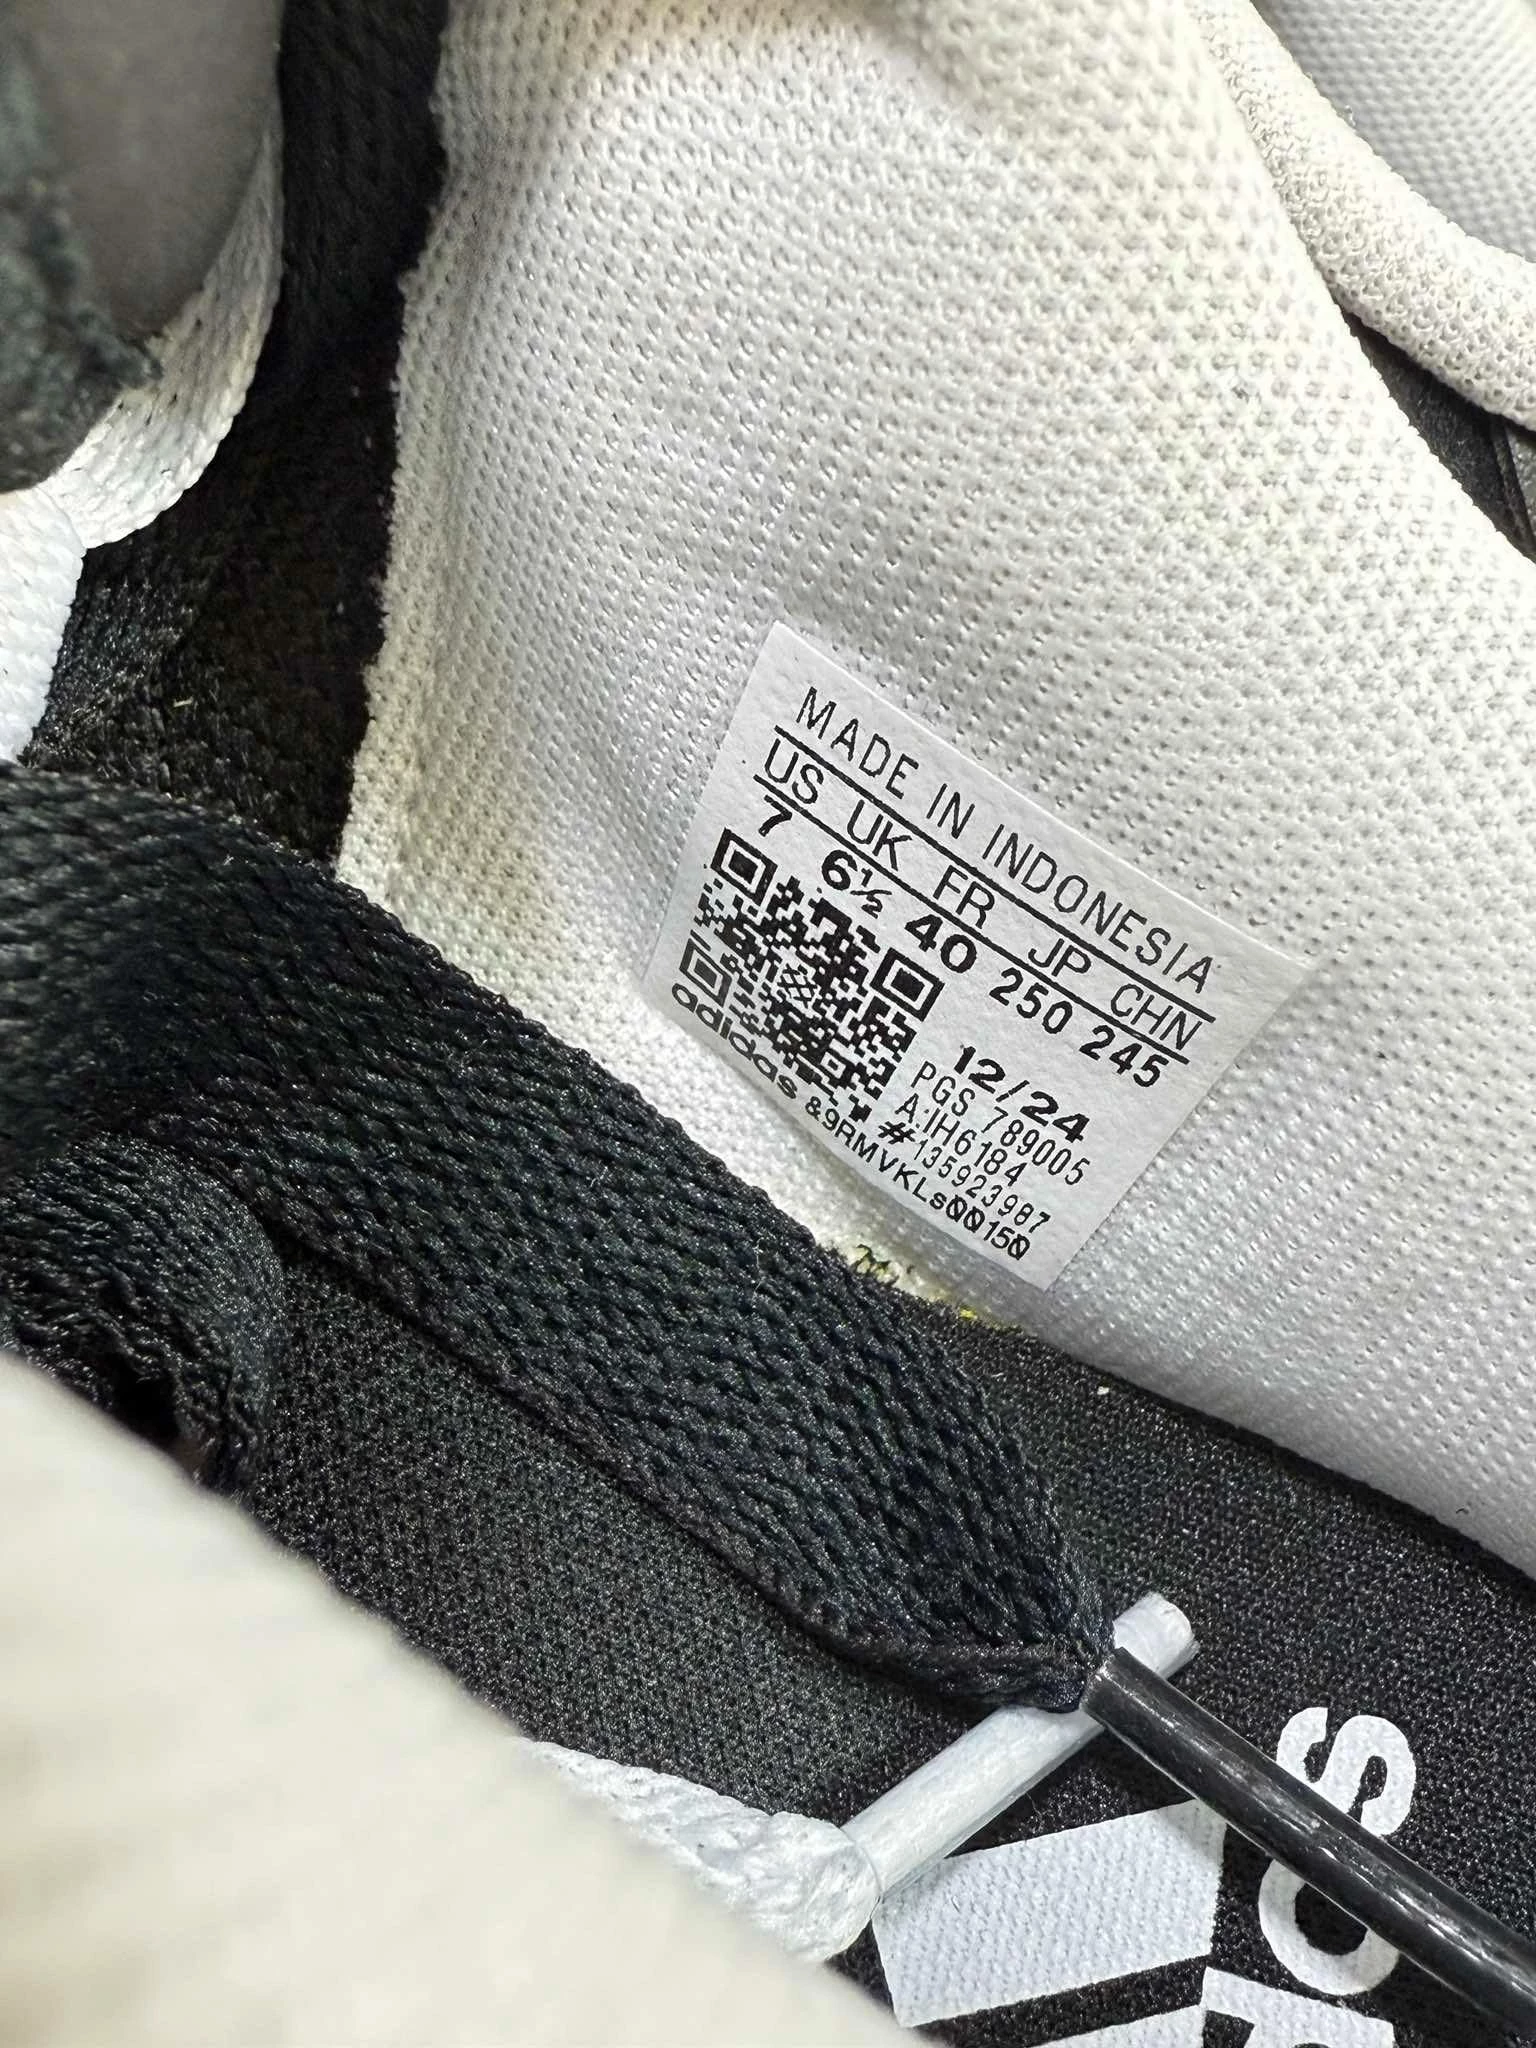 MADE IN INDONESIA
US UK FR JP CHN
7 6½ 40 250 245
12/24
PGS 789005
A:IH6184
#135923987
adidas &9RMVKLs00150